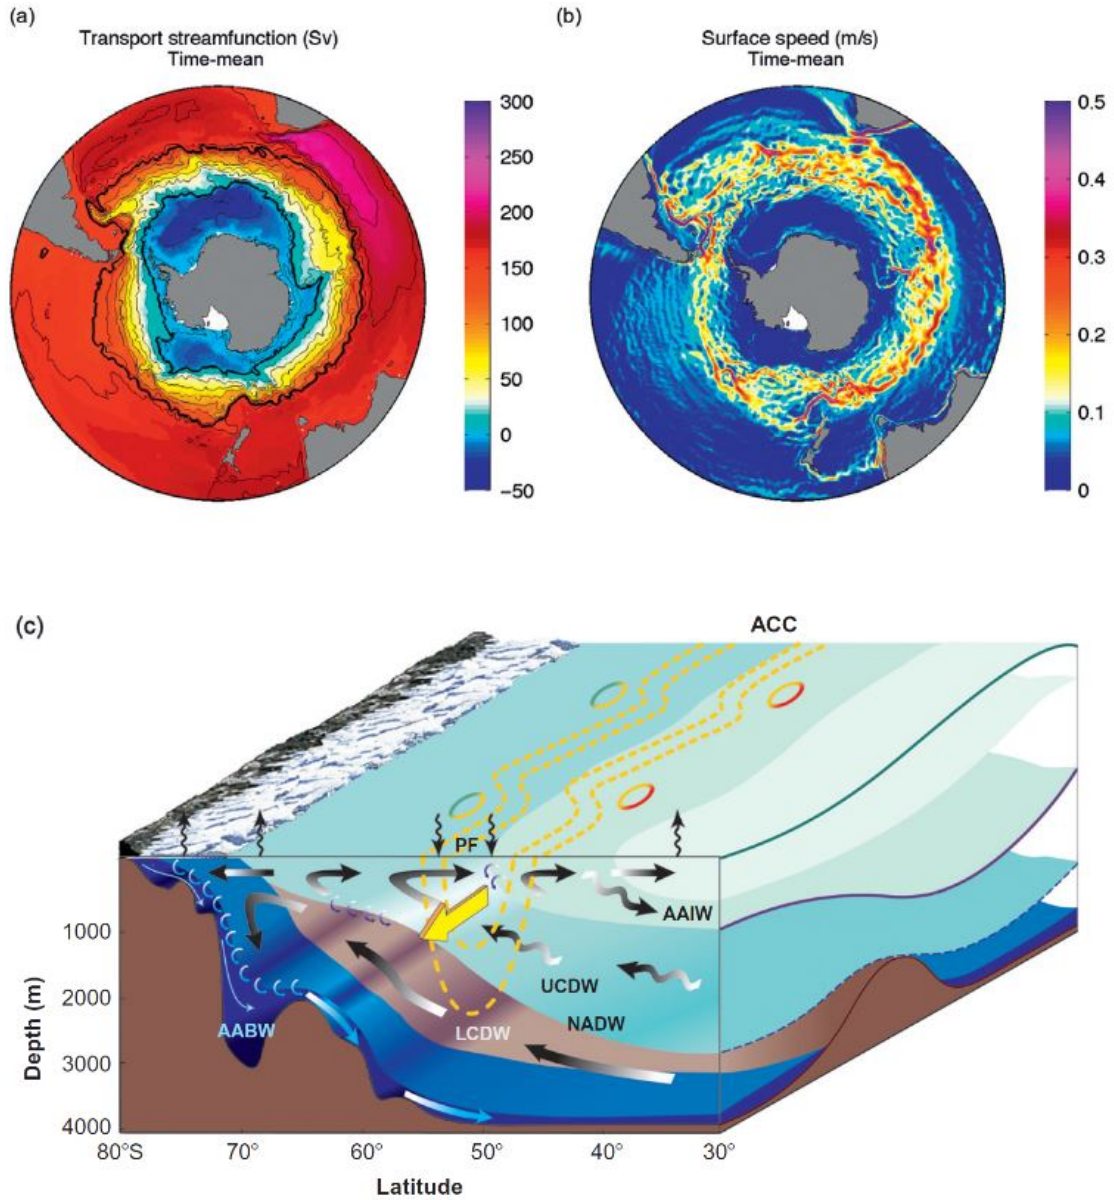 (a)
Transport streamfunction (Sv)
Time-mean
300
250
200
150
100
50
0
−50
(b)
Surface speed (m/s)
Time-mean
0.5
0.4
0.3
0.2
0.1
0
(c)
ACC
PF
AAIW
UCDW
NADW
LCDW
AABW
Depth (m)
1000
2000
3000
4000
80°S 70° 60° 50° 40° 30°
Latitude